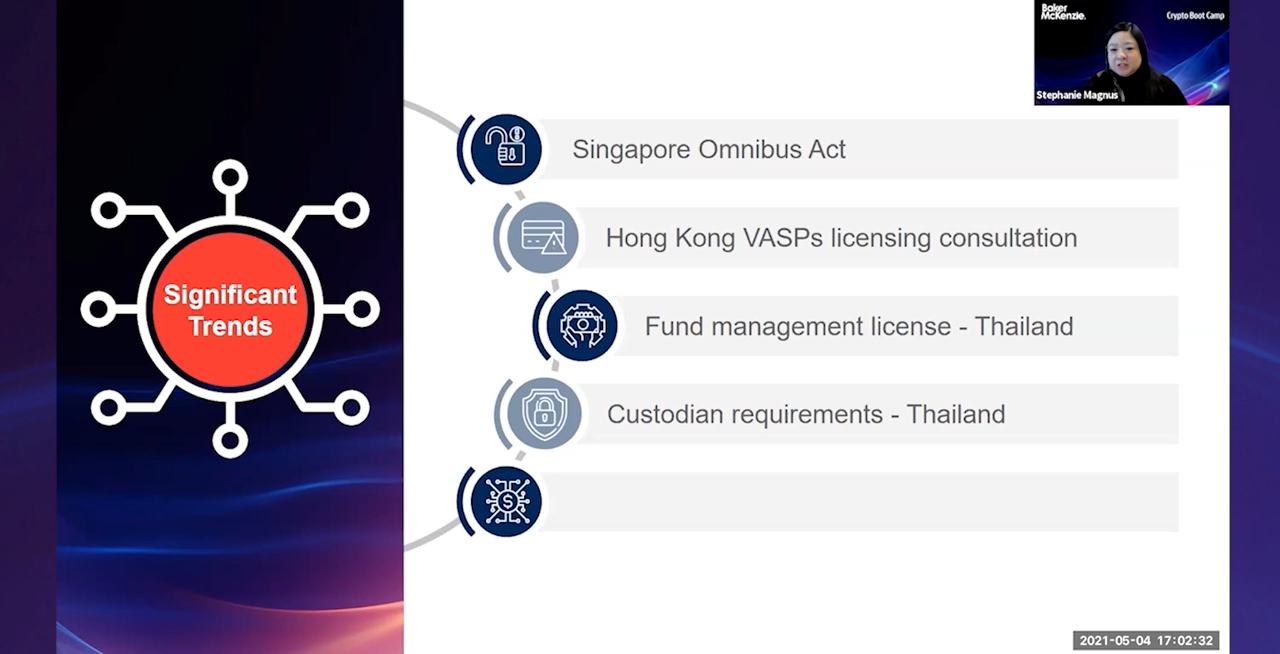 Baker
McKenzie.
Crypto Boot Camp
Stephanie Magnus
Significant
Trends
Singapore Omnibus Act
Hong Kong VASPs licensing consultation
Fund management license - Thailand
Custodian requirements - Thailand
$
2021-05-04 17:02:32